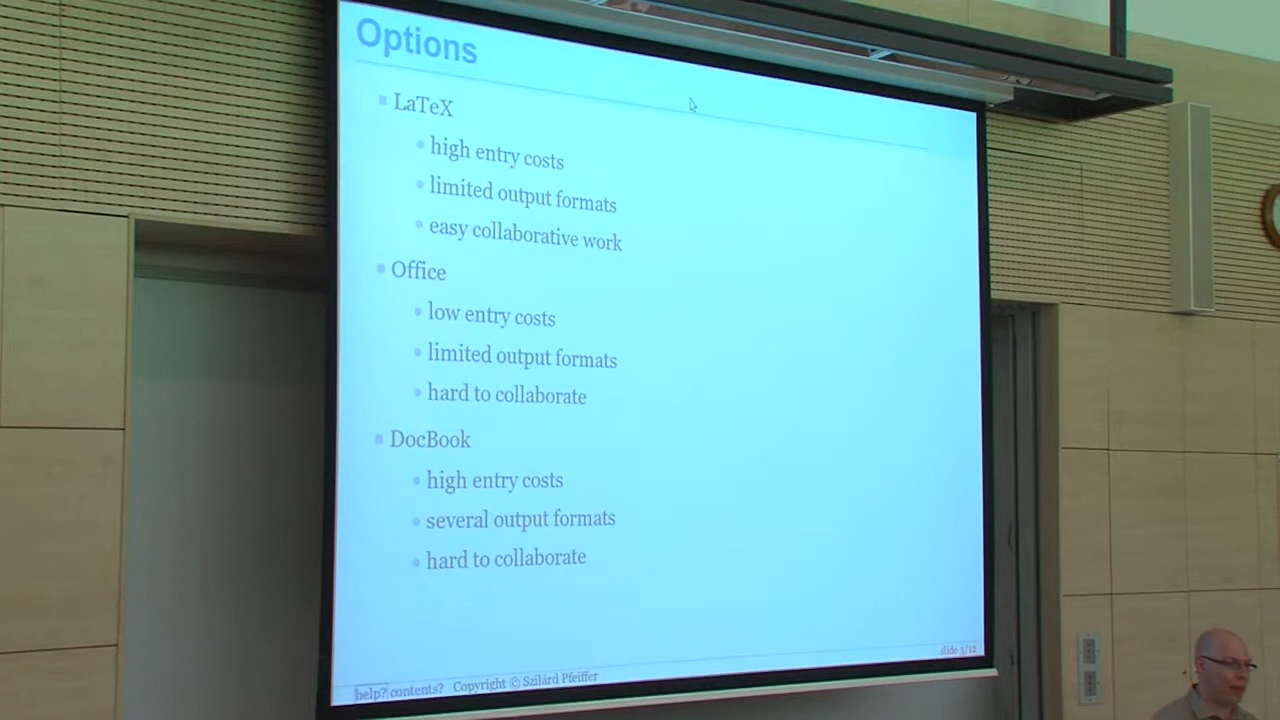 Options
LaTeX
high entry costs
limited output formats
easy collaborative work
Office
low entry costs
limited output formats
hard to collaborate
DocBook
high entry costs
several output formats
hard to collaborate
slide 3/12
help? contents? Copyright © Szilárd Pfeiffer